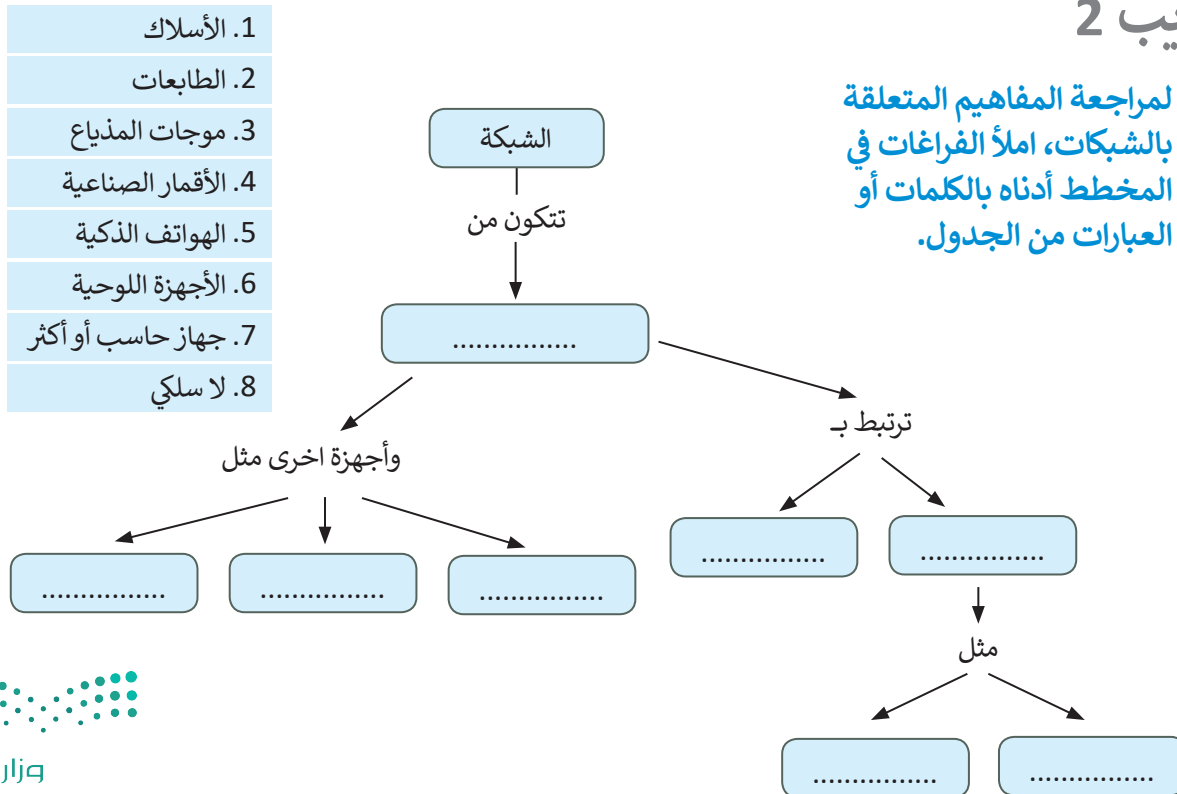 يب 2
لمراجعة المفاهيم المتعلقة
بالشبكات، املأ الفراغات في
المخطط أدناه بالكلمات أو
العبارات من الجدول.
1. الأسلاك
2. الطابعات
3. موجات المذياع
4. الأقمار الصناعية
5. الهواتف الذكية
6. الأجهزة اللوحية
7. جهاز حاسب أو أكثر
8. لا سلكي
الشبكة
تتكون من
................
ترتبط بـ
وأجهزة اخرى مثل
................
................
................
................
................
مثل
................
................
وزار